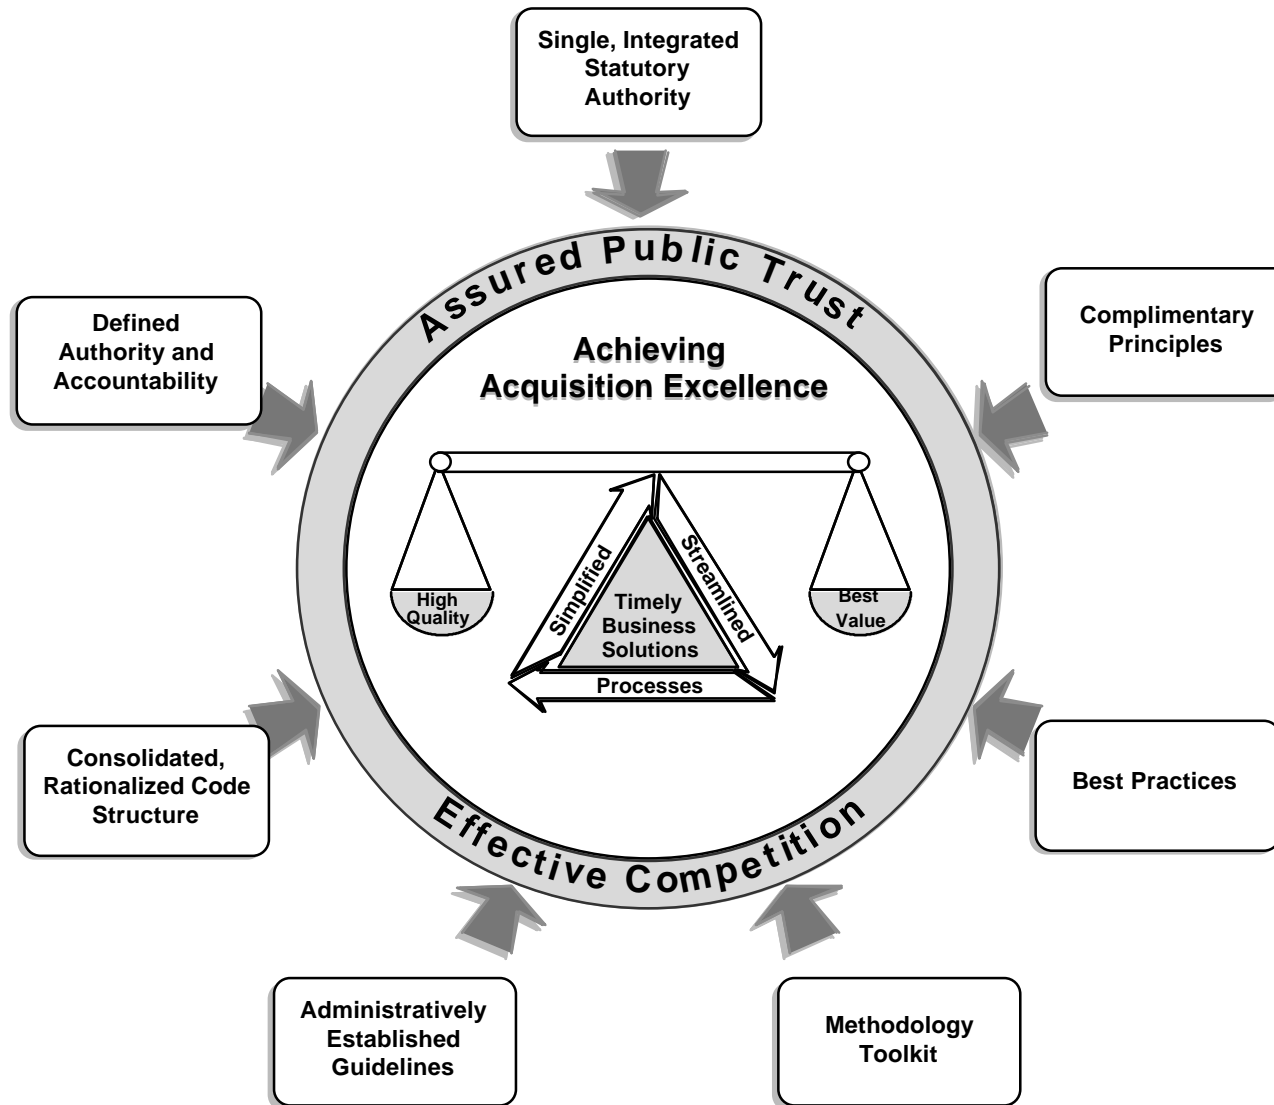 Single, Integrated
Statutory
Authority
Assured Public Trust
Defined
Authority and
Accountability
Complimentary
Principles
Achieving
Acquisition Excellence
Simplified
Streamlined
High
Quality
Timely
Business
Solutions
Best
Value
Processes
Consolidated,
Rationalized Code
Structure
Best Practices
Effective Competition
Administratively
Established
Guidelines
Methodology
Toolkit